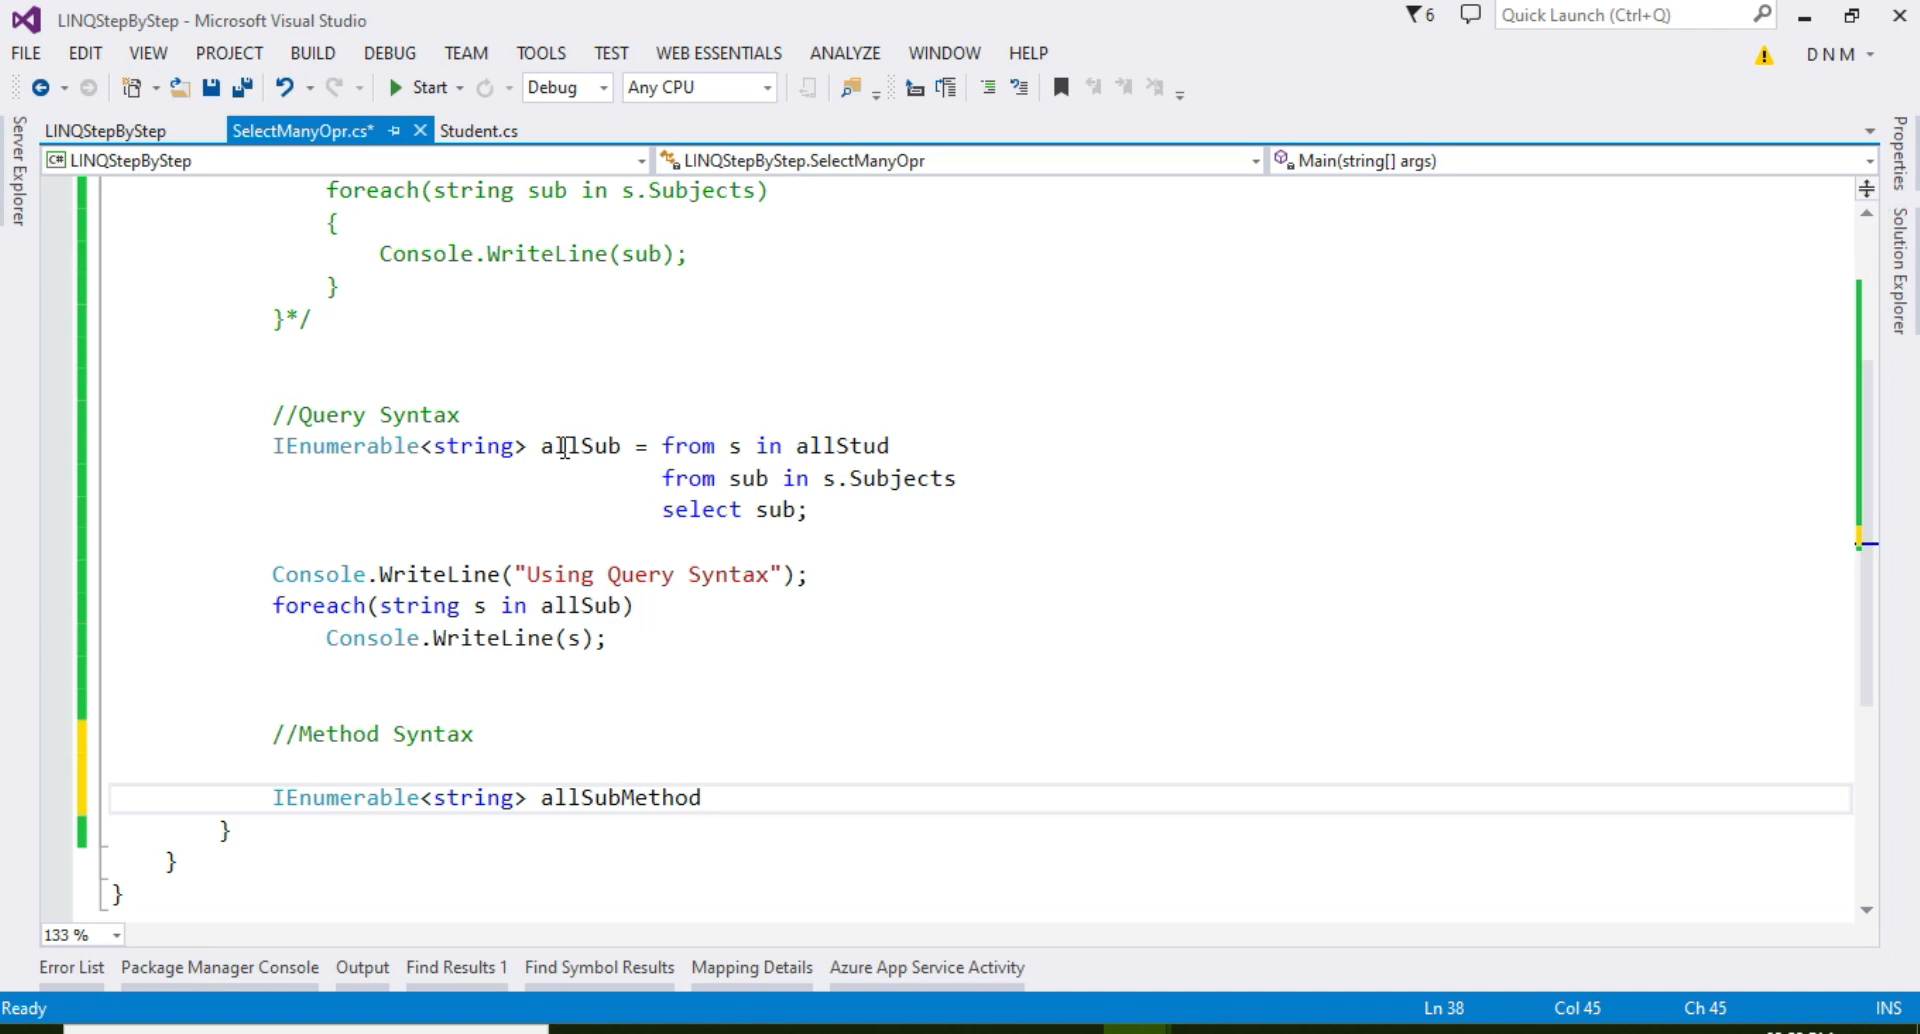 LINQStepByStep - Microsoft Visual Studio
6
Quick Launch (Ctrl+Q)
FILE EDIT VIEW PROJECT BUILD DEBUG TEAM TOOLS TEST WEB ESSENTIALS ANALYZE WINDOW HELP
D N M
Start Debug Any CPU
Server Explorer
LINQStepByStep SelectManyOpr.cs* Student.cs
C# LINQStepByStep LINQStepByStep.SelectManyOpr Main(string[] args)
Properties
Solution Explorer
foreach(string sub in s.Subjects)
{
Console.WriteLine(sub);
}
}*/
//Query Syntax
IEnumerable<string> allSub = from s in allStud
from sub in s.Subjects
select sub;
Console.WriteLine("Using Query Syntax");
foreach(string s in allSub)
Console.WriteLine(s);
//Method Syntax
IEnumerable<string> allSubMethod
}
}
}
133 %
Error List Package Manager Console Output Find Results 1 Find Symbol Results Mapping Details Azure App Service Activity
Ready Ln 38 Col 45 Ch 45 INS